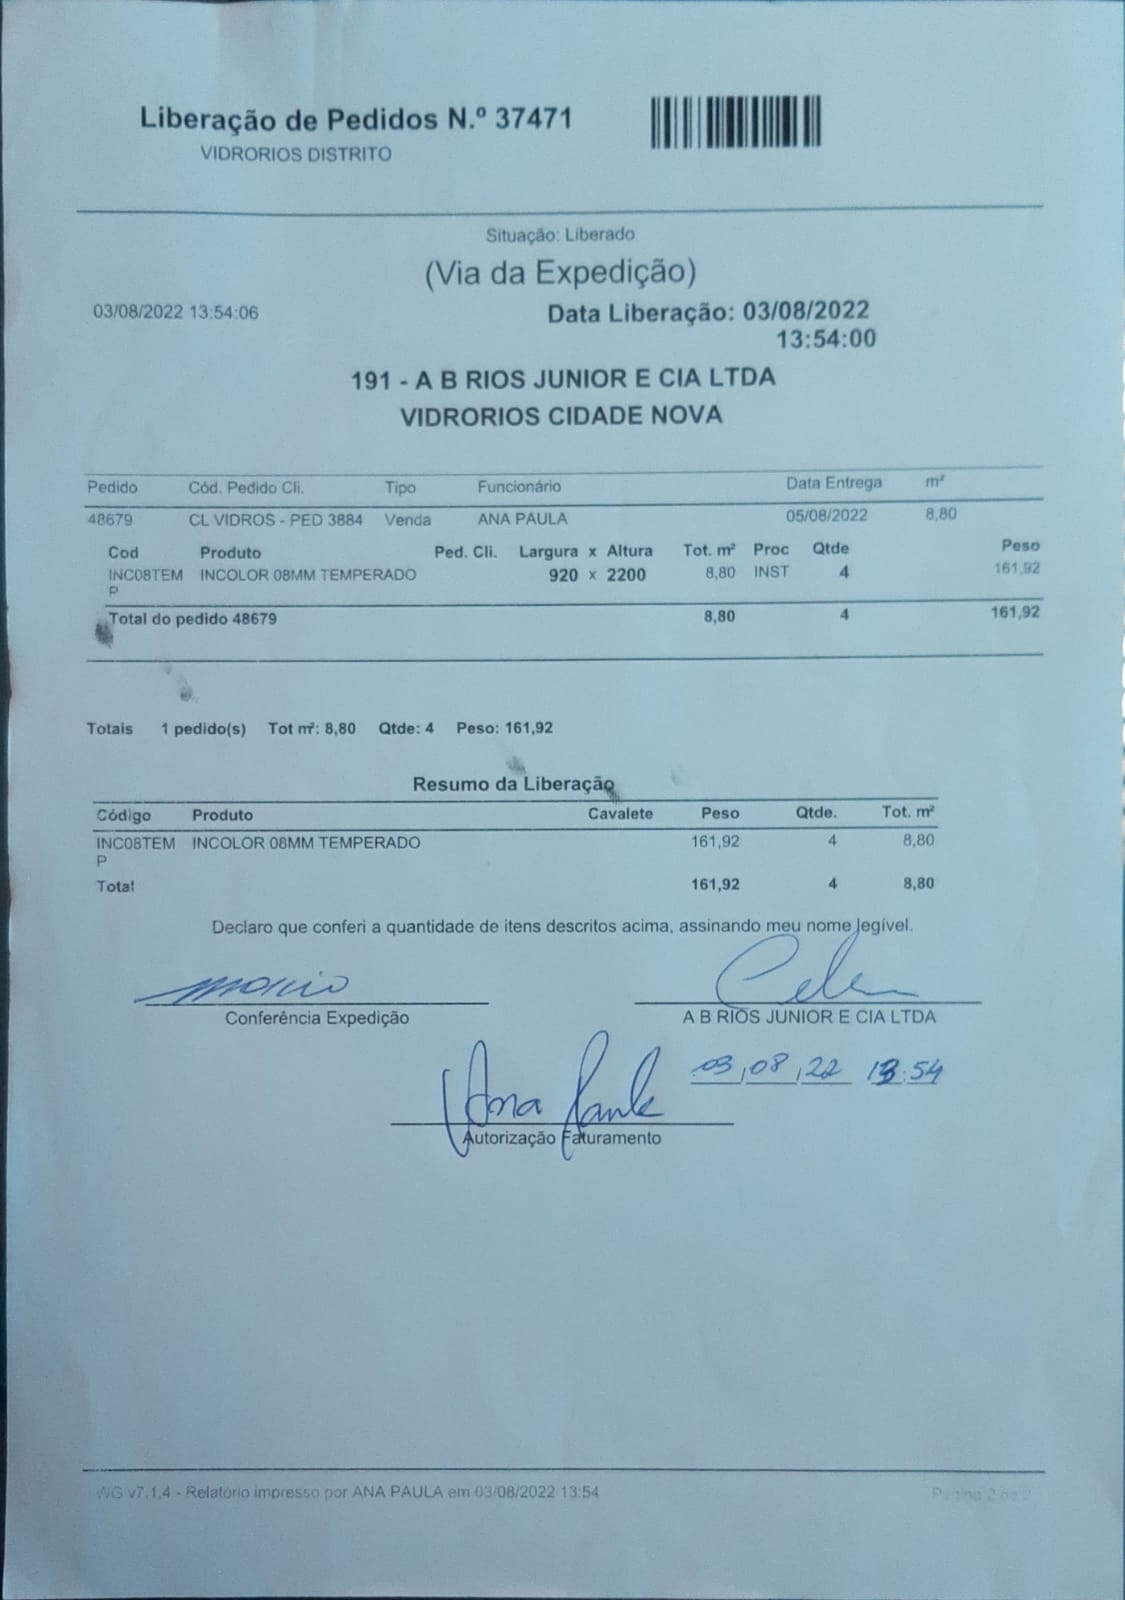 Liberação de Pedidos N.º 37471
VIDRORIOS DISTRITO
Situação: Liberado
(Via da Expedição)
03/08/2022 13:54:06 Data Liberação: 03/08/2022
13:54:00
191 - A B RIOS JUNIOR E CIA LTDA
VIDRORIOS CIDADE NOVA
Pedido Cód. Pedido Cli. Tipo Funcionário Data Entrega m²
48679 CL VIDROS - PED 3884 Venda ANA PAULA 05/08/2022 8,80
Cod Produto Ped. Cli. Largura x Altura Tot. m² Proc Qtde Peso
INC08TEM INCOLOR 08MM TEMPERADO 920 x 2200 8,80 INST 4 161,92
P
Total do pedido 48679 8,80 4 161,92
Totais 1 pedido(s) Tot m²: 8,80 Qtde: 4 Peso: 161,92
Resumo da Liberação
Código Produto Cavalete Peso Qtde. Tot. m²
INC08TEM INCOLOR 08MM TEMPERADO 161,92 4 8,80
P
Total 161,92 4 8,80
Declaro que conferi a quantidade de itens descritos acima, assinando meu nome legível.
Conferência Expedição A B RIOS JUNIOR E CIA LTDA
03/08/22 13:54
Ana Paula
Autorização Faturamento
WG v7.1.4 - Relatório impresso por ANA PAULA em 03/08/2022 13:54 Página 2 de 2